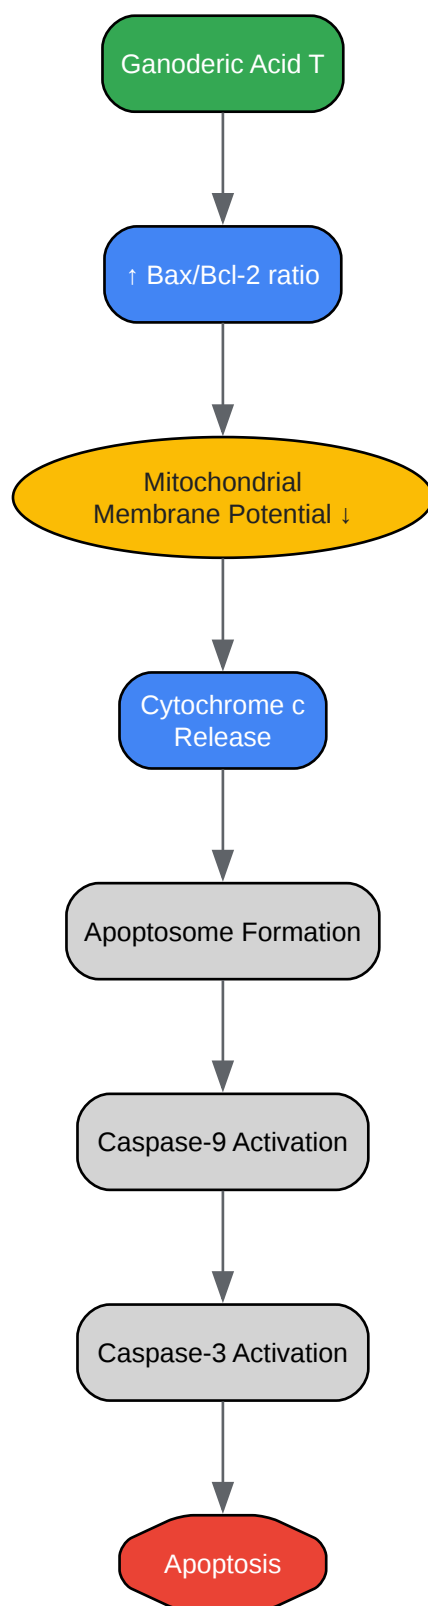 Ganoderic Acid T
↑ Bax/Bcl-2 ratio
Mitochondrial
Membrane Potential ↓
Cytochrome c
Release
Apoptosome Formation
Caspase-9 Activation
Caspase-3 Activation
Apoptosis